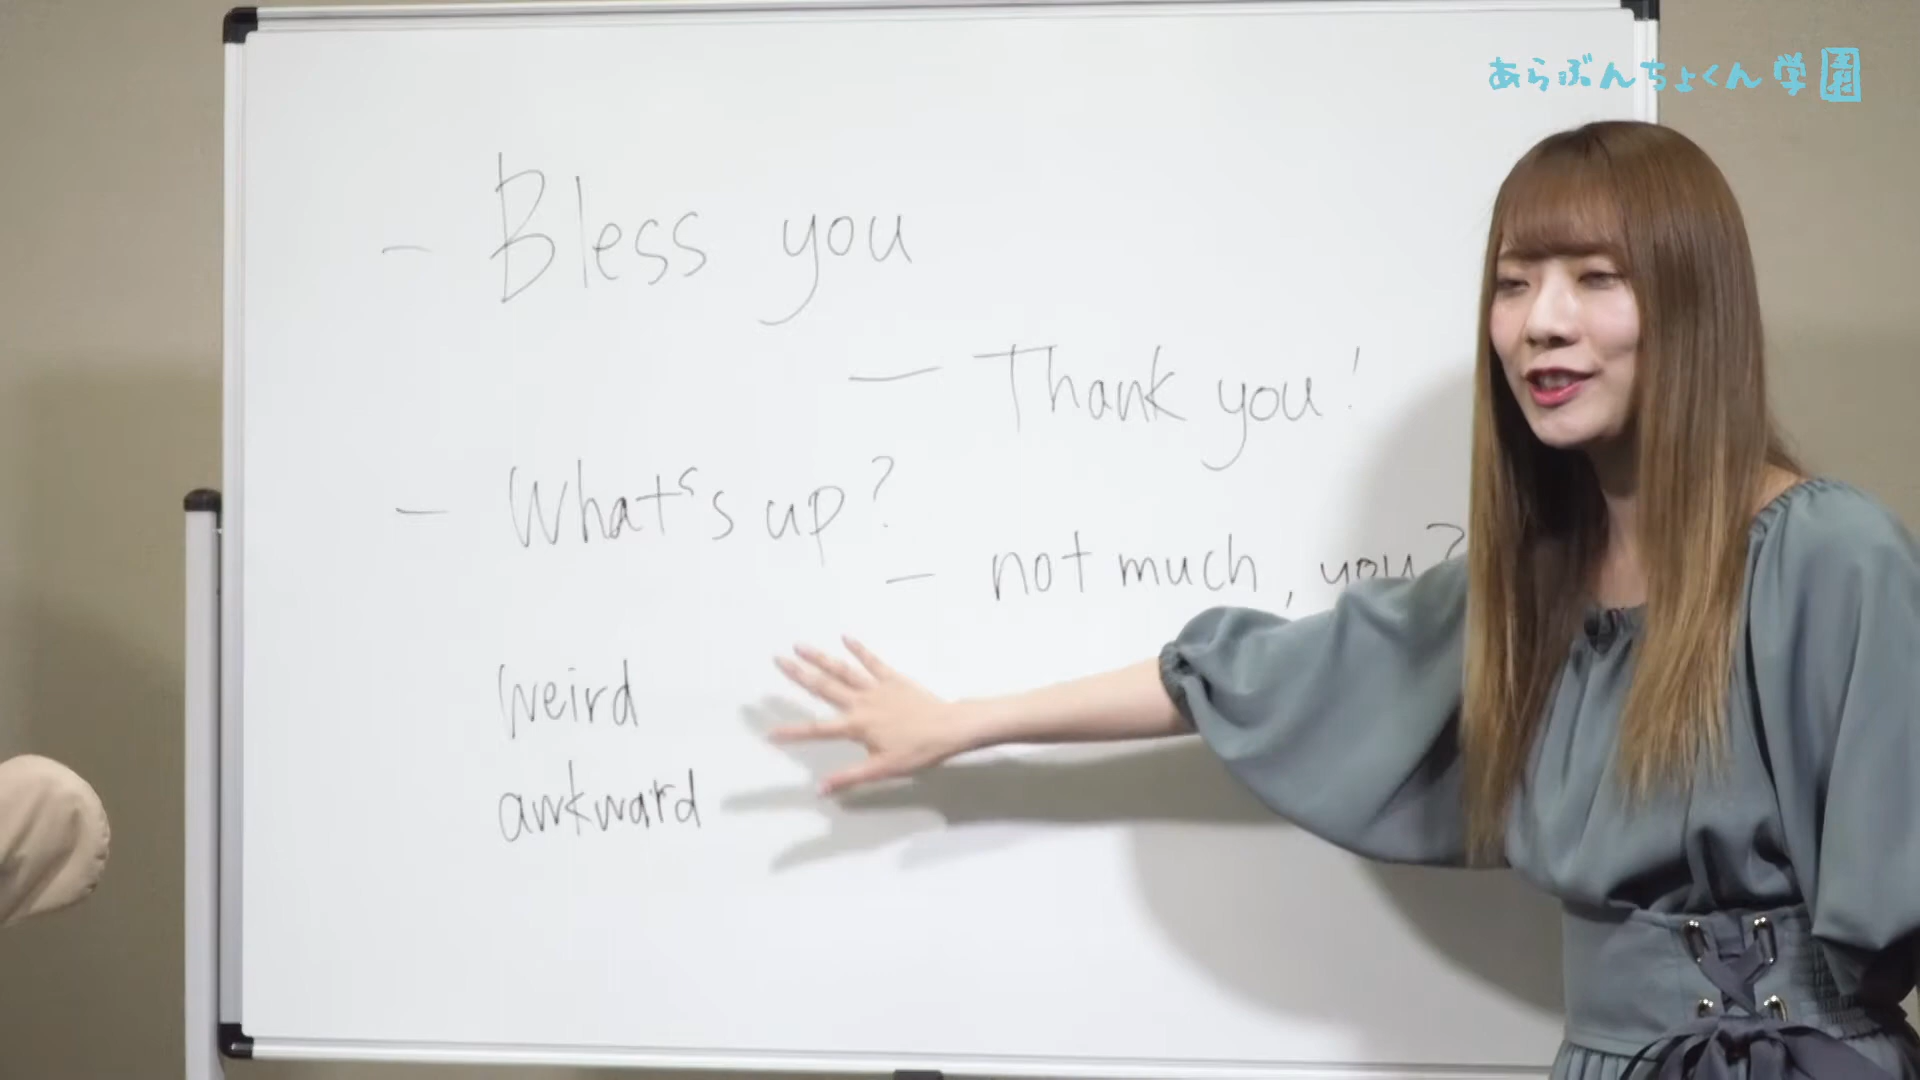 あらぶんちょくん学園
- Bless you
- Thank you!
- What's up?
- not much, you?
weird
awkward